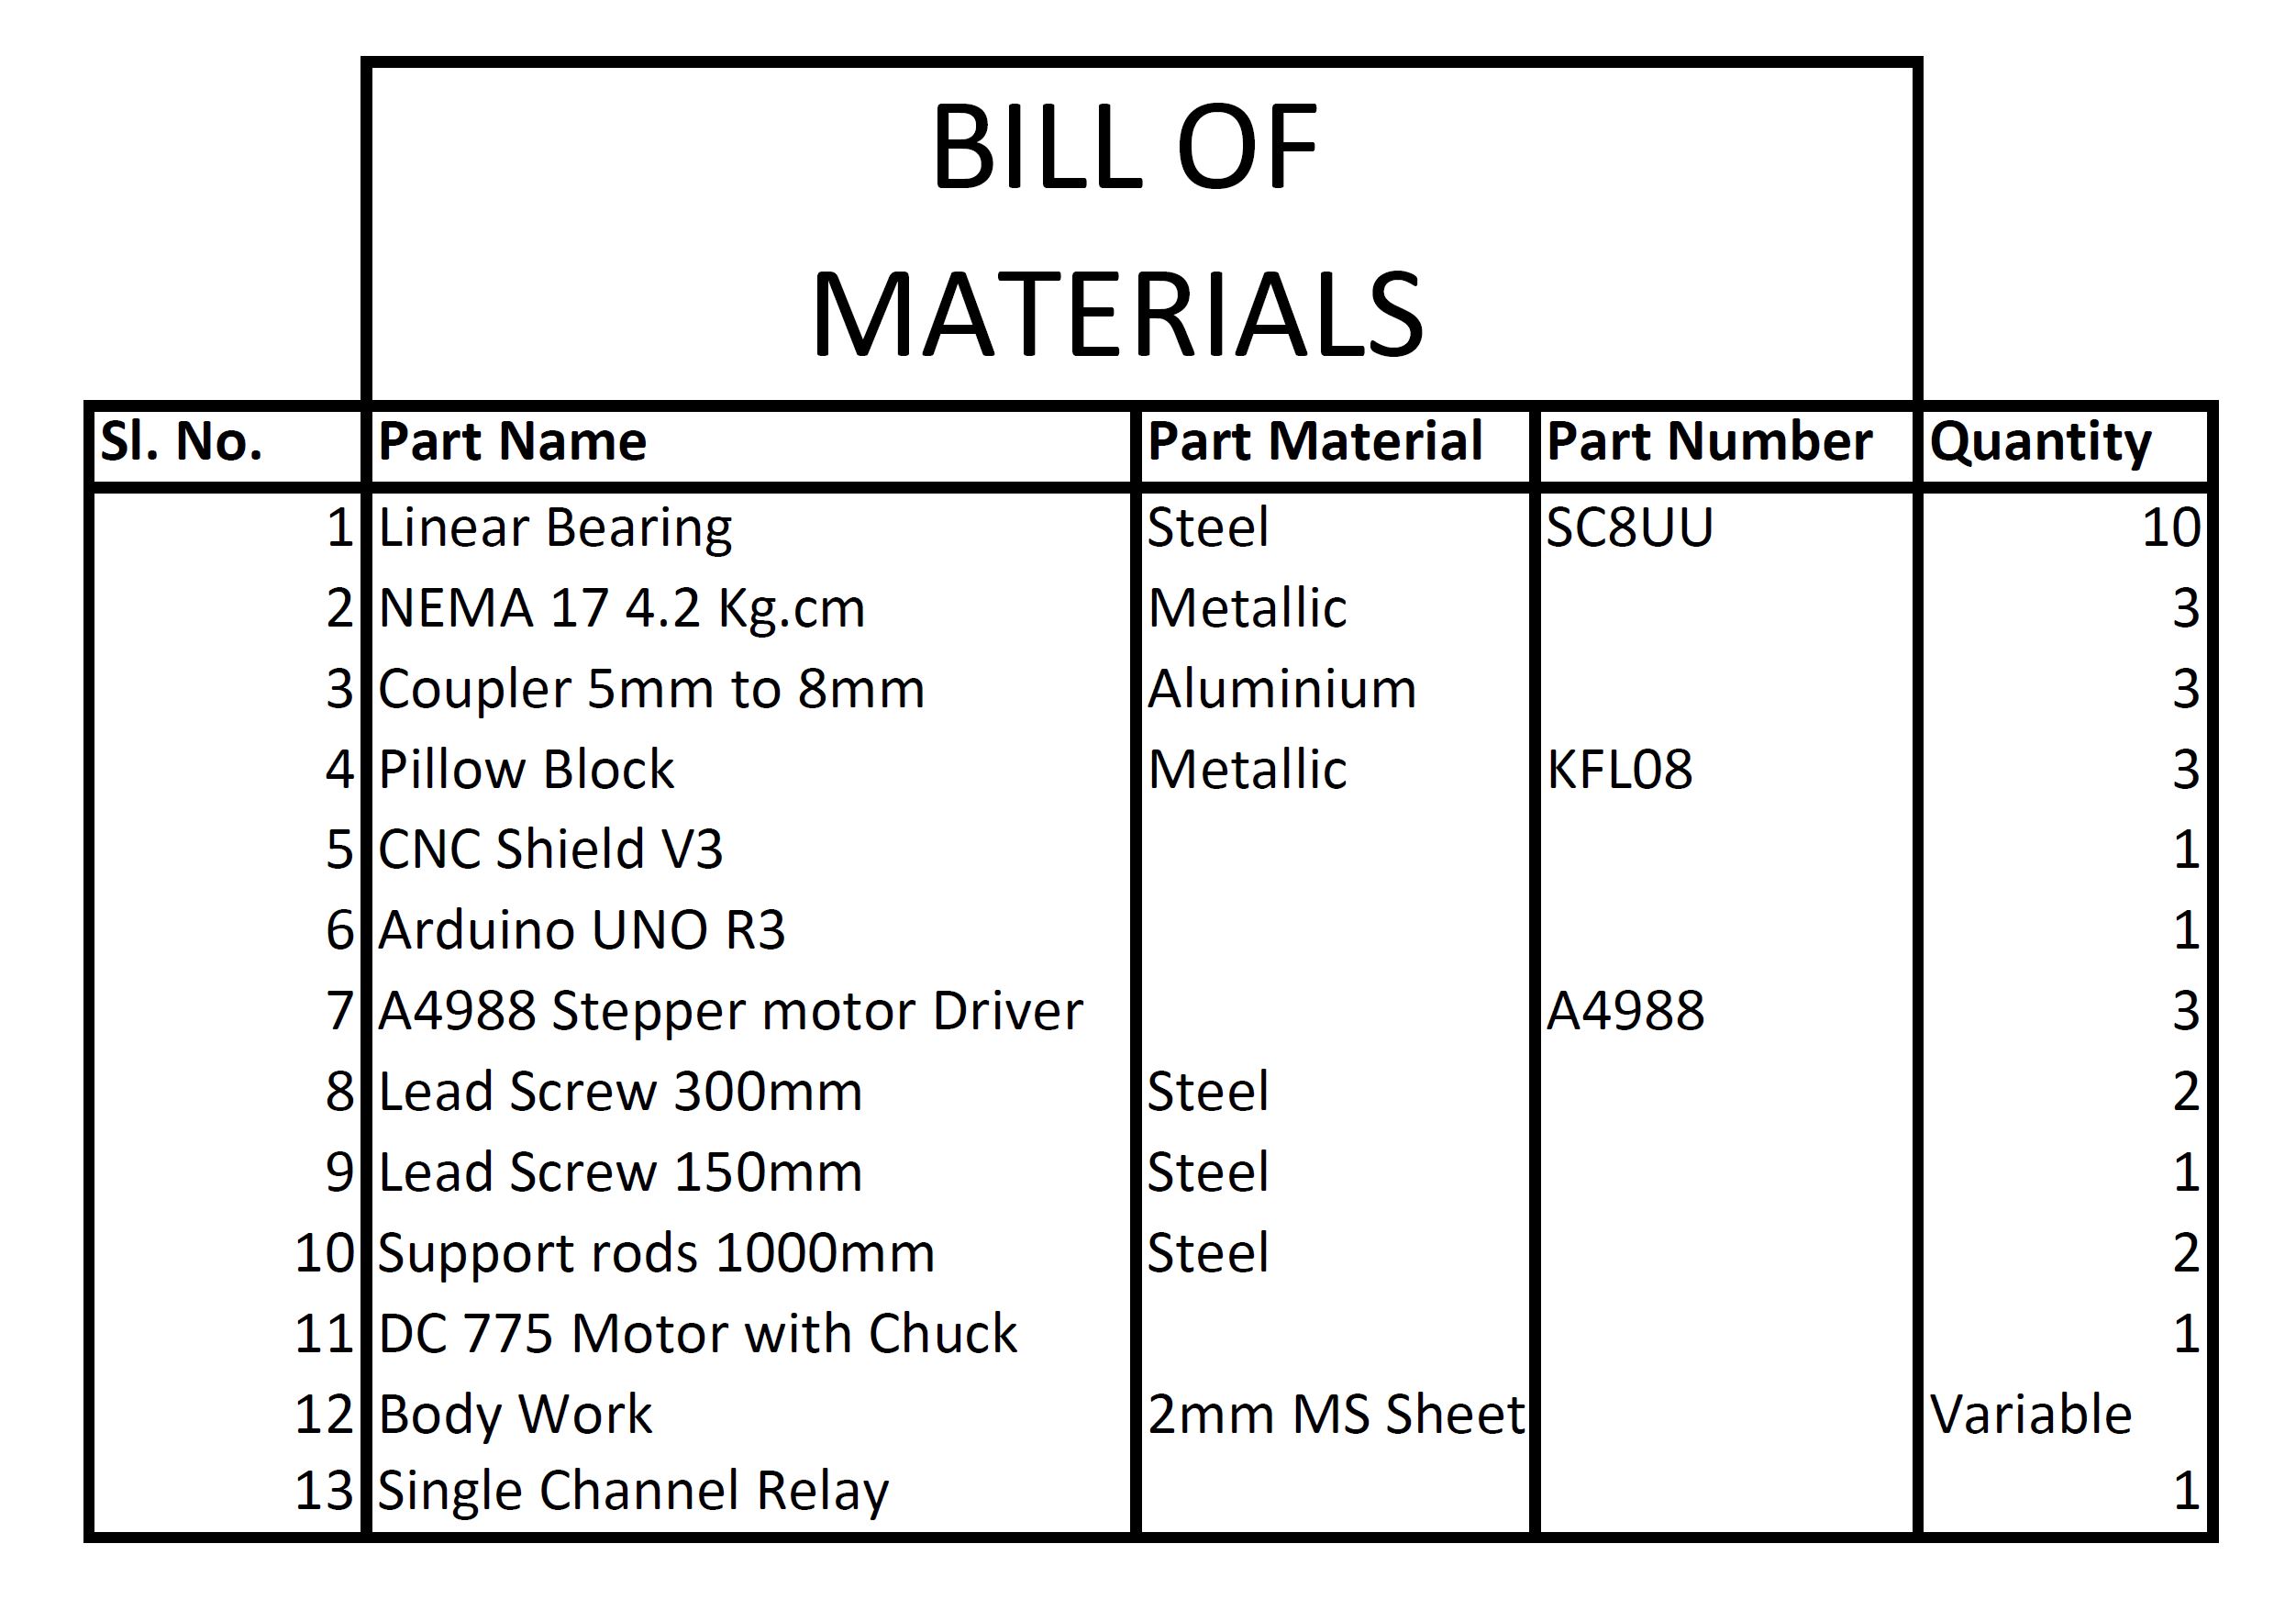 BILL OF
MATERIALS
Sl. No. Part Name Part Material Part Number Quantity
1 Linear Bearing Steel SC8UU 10
2 NEMA 17 4.2 Kg.cm Metallic 3
3 Coupler 5mm to 8mm Aluminium 3
4 Pillow Block Metallic KFL08 3
5 CNC Shield V3 1
6 Arduino UNO R3 1
7 A4988 Stepper motor Driver A4988 3
8 Lead Screw 300mm Steel 2
9 Lead Screw 150mm Steel 1
10 Support rods 1000mm Steel 2
11 DC 775 Motor with Chuck 1
12 Body Work 2mm MS Sheet Variable
13 Single Channel Relay 1